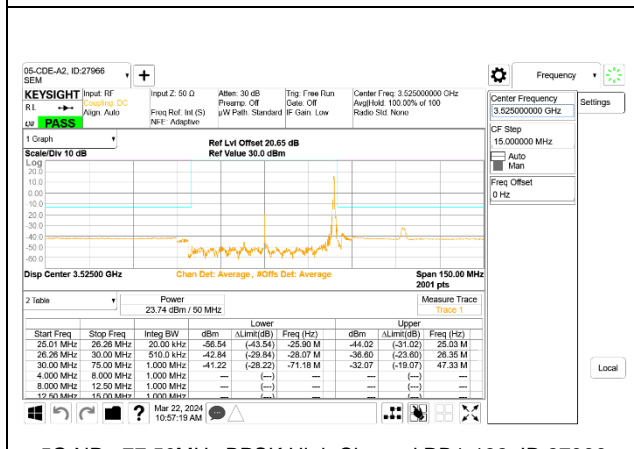 05-CDE-A2, ID:27966
SEM
Frequency
KEYSIGHT
Input: RF
Coupling: DC
Align: Auto
Input Z: 50 Ω
Freq Ref: Int (S)
NFE: Adaptive
Atten: 30 dB
Preamp: Off
µW Path: Standard
Trig: Free Run
Gate: Off
IF Gain: Low
Center Freq: 3.525000000 GHz
Avg|Hold: 100.00% of 100
Radio Std: None
R L
PASS
Center Frequency
3.525000000 GHz
Settings
CF Step
15.000000 MHz
Auto
Man
Freq Offset
0 Hz
1 Graph
Scale/Div 10 dB
Ref Lvl Offset 20.65 dB
Ref Value 30.0 dBm
Log
20.0
10.0
0.00
-10.0
-20.0
-30.0
-40.0
-50.0
-60.0
Disp Center 3.52500 GHz
Chan Det: Average , #Offs Det: Average
Span 150.00 MHz
2001 pts
2 Table
Power
23.74 dBm / 50 MHz
Measure Trace
Trace 1
Lower Upper
Start Freq Stop Freq Integ BW dBm ΔLimit(dB) Freq (Hz) dBm ΔLimit(dB) Freq (Hz)
25.01 MHz 26.26 MHz 20.00 kHz -56.54 (-43.54) -25.90 M -44.02 (-31.02) 25.03 M
26.26 MHz 30.00 MHz 510.0 kHz -42.84 (-29.84) -28.07 M -36.60 (-23.60) 26.35 M
30.00 MHz 75.00 MHz 1.000 MHz -41.22 (-28.22) -71.18 M -32.07 (-19.07) 47.33 M
4.000 MHz 8.000 MHz 1.000 MHz --- (---) --- --- (---) ---
8.000 MHz 12.50 MHz 1.000 MHz --- (---) --- --- (---) ---
12.50 MHz 15.00 MHz 1.000 MHz --- (---) --- --- (---) ---
Local
Mar 22, 2024
10:57:19 AM